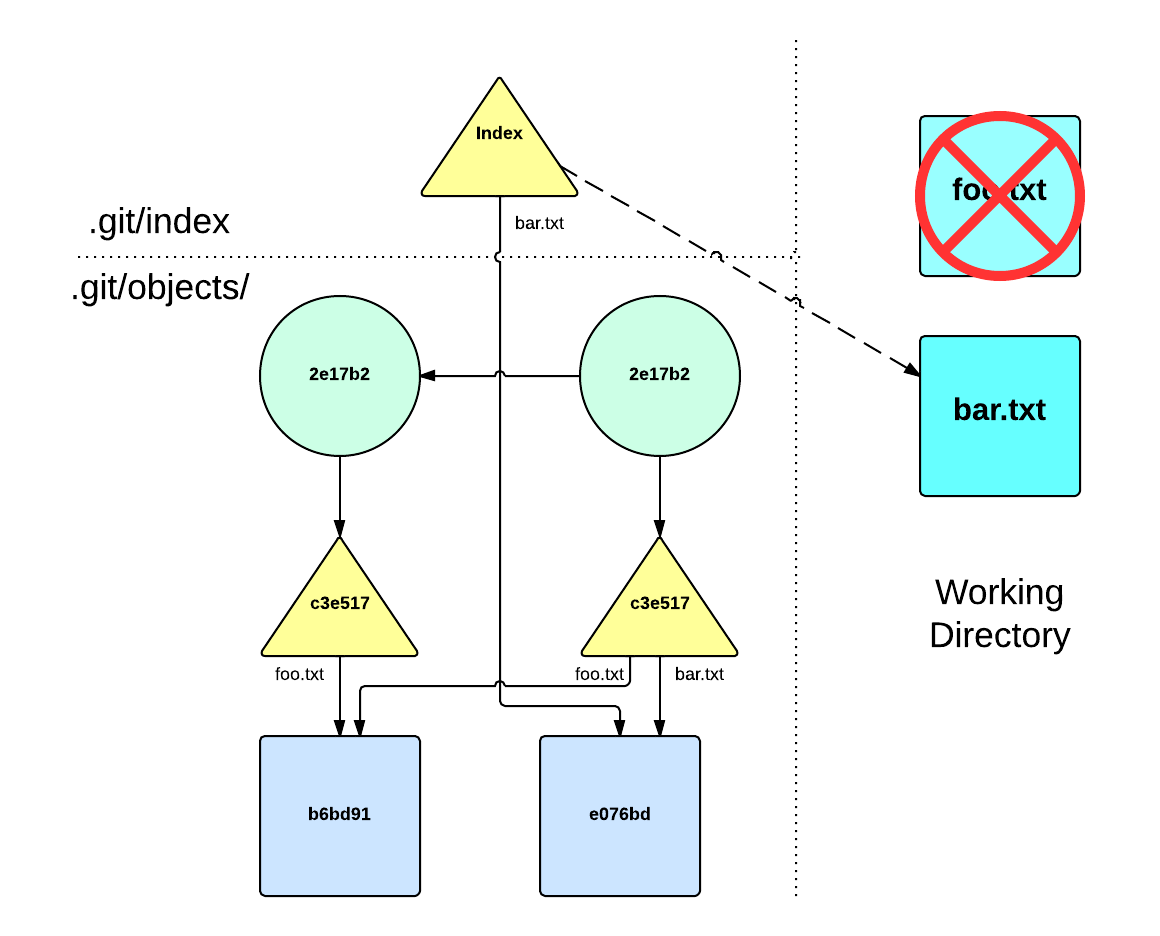 Index
foo.txt
.git/index
bar.txt
.git/objects/
2e17b2
2e17b2
bar.txt
c3e517
c3e517
Working
Directory
foo.txt
foo.txt
bar.txt
b6bd91
e076bd